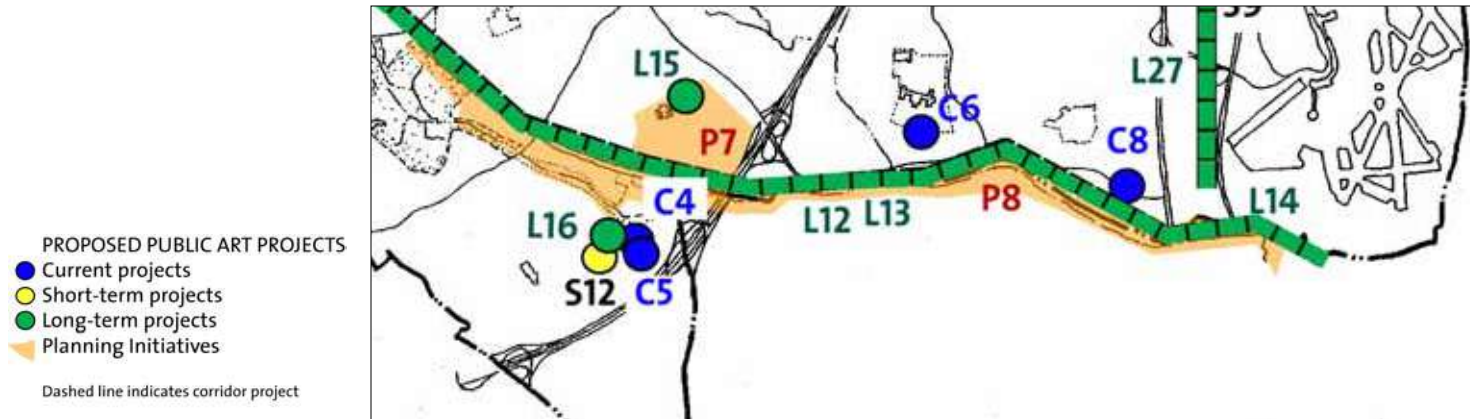 PROPOSED PUBLIC ART PROJECTS
Current projects
Short-term projects
Long-term projects
Planning Initiatives
Dashed line indicates corridor project
L15
P7
C6
L27
C8
C4
L16
S12
C5
L12
L13
P8
L14